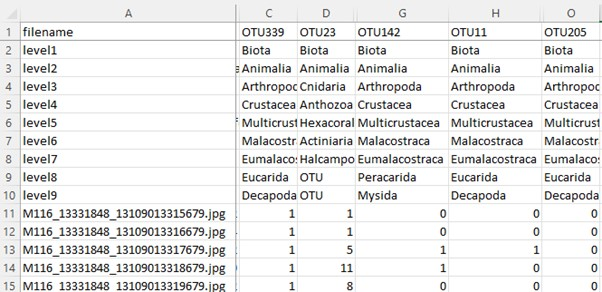 A C D G H O
1 filename OTU339 OTU23 OTU142 OTU11 OTU205
2 level1 Biota Biota Biota Biota Biota
3 level2 Animalia Animalia Animalia Animalia Animalia
4 level3 Arthropoc Cnidaria Arthropoda Arthropoda Arthropo
5 level4 Crustacea Anthozoa Crustacea Crustacea Crustacea
6 level5 Multicrust Hexacoral Multicrustacea Multicrustacea Multicrust
7 level6 Malacostra Actiniaria Malacostraca Malacostraca Malacost
8 level7 Eumalacos Halcampo Eumalacostraca Eumalacostraca Eumalaco
9 level8 Eucarida OTU Peracarida Eucarida Eucarida
10 level9 Decapoda OTU Mysida Decapoda Decapoda
11 M116_13331848_13109013315679.jpg 1 1 0 0 0
12 M116_13331848_13109013316679.jpg 1 1 0 0 0
13 M116_13331848_13109013317679.jpg 1 5 1 1 0
14 M116_13331848_13109013318679.jpg 1 11 1 0 0
15 M116_13331848_13109013319679.jpg 1 8 0 0 0